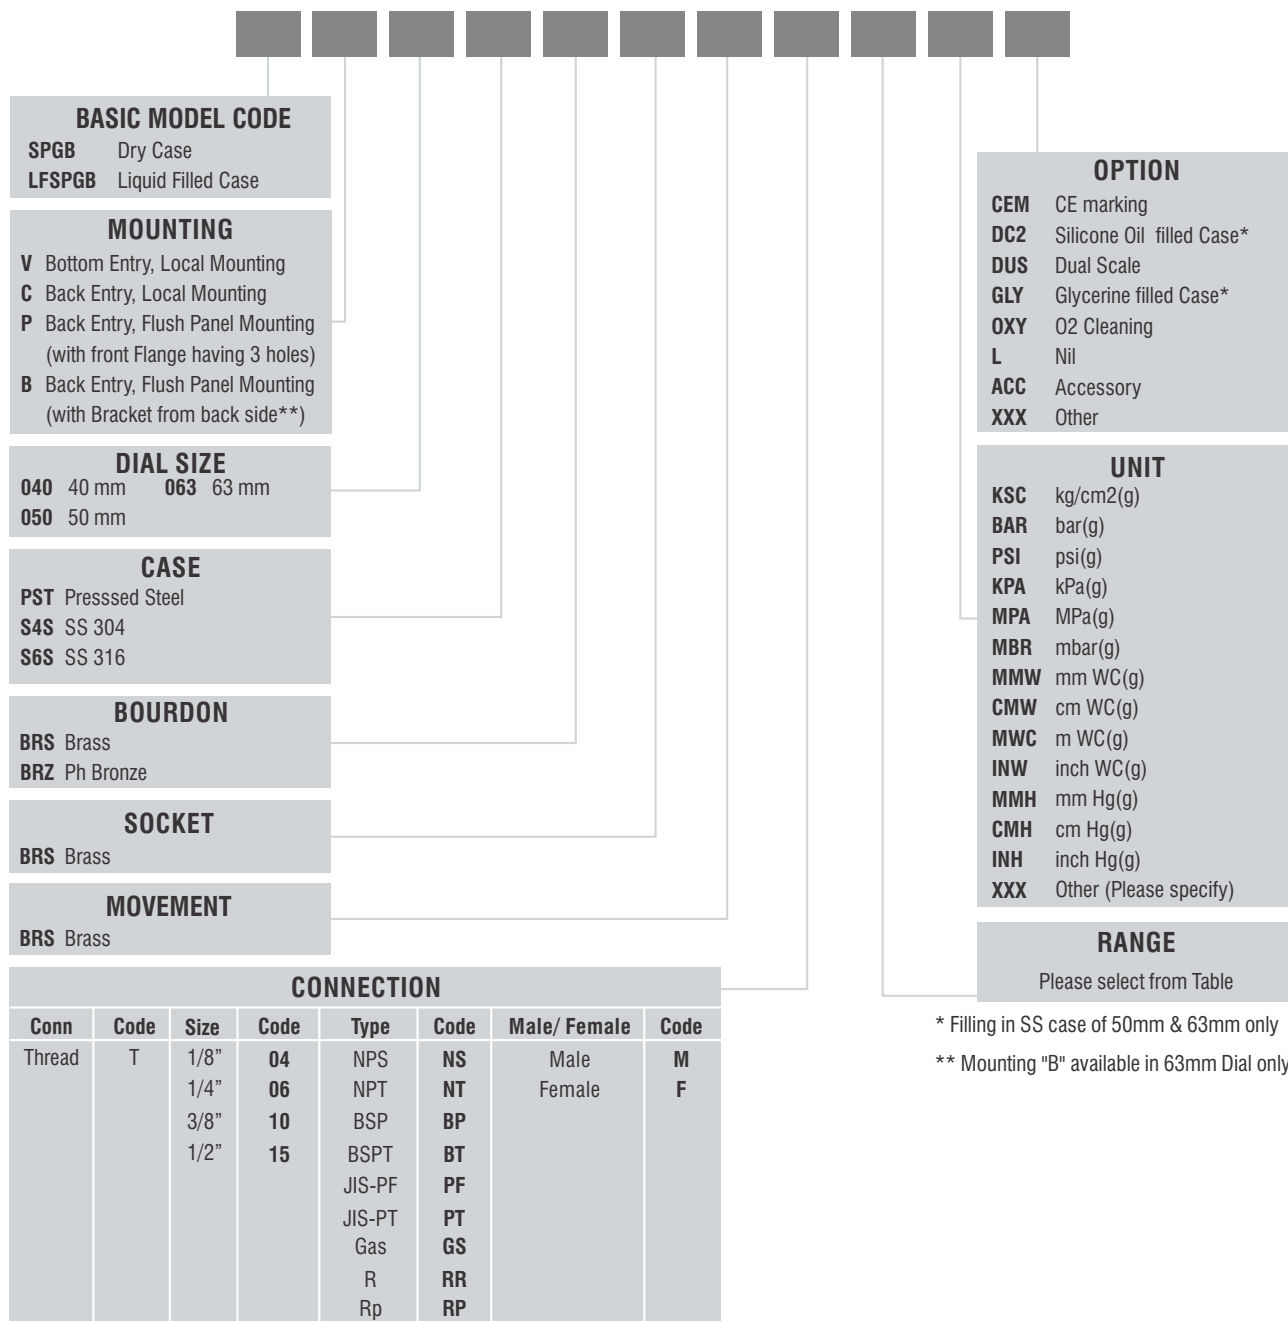 BASIC MODEL CODE
SPGB Dry Case
LFSPGB Liquid Filled Case
MOUNTING
V Bottom Entry, Local Mounting
C Back Entry, Local Mounting
P Back Entry, Flush Panel Mounting
(with front Flange having 3 holes)
B Back Entry, Flush Panel Mounting
(with Bracket from back side**)
DIAL SIZE
040 40 mm 063 63 mm
050 50 mm
CASE
PST Presssed Steel
S4S SS 304
S6S SS 316
BOURDON
BRS Brass
BRZ Ph Bronze
SOCKET
BRS Brass
MOVEMENT
BRS Brass
CONNECTION
Conn Code Size Code Type Code Male/ Female Code
Thread T 1/8” 04 NPS NS Male M
1/4” 06 NPT NT Female F
3/8” 10 BSP BP
1/2” 15 BSPT BT
JIS-PF PF
JIS-PT PT
Gas GS
R RR
Rp RP
OPTION
CEM CE marking
DC2 Silicone Oil filled Case*
DUS Dual Scale
GLY Glycerine filled Case*
OXY O2 Cleaning
L Nil
ACC Accessory
XXX Other
UNIT
KSC kg/cm2(g)
BAR bar(g)
PSI psi(g)
KPA kPa(g)
MPA MPa(g)
MBR mbar(g)
MMW mm WC(g)
CMW cm WC(g)
MWC m WC(g)
INW inch WC(g)
MMH mm Hg(g)
CMH cm Hg(g)
INH inch Hg(g)
XXX Other (Please specify)
RANGE
Please select from Table
* Filling in SS case of 50mm & 63mm only
** Mounting "B" available in 63mm Dial only